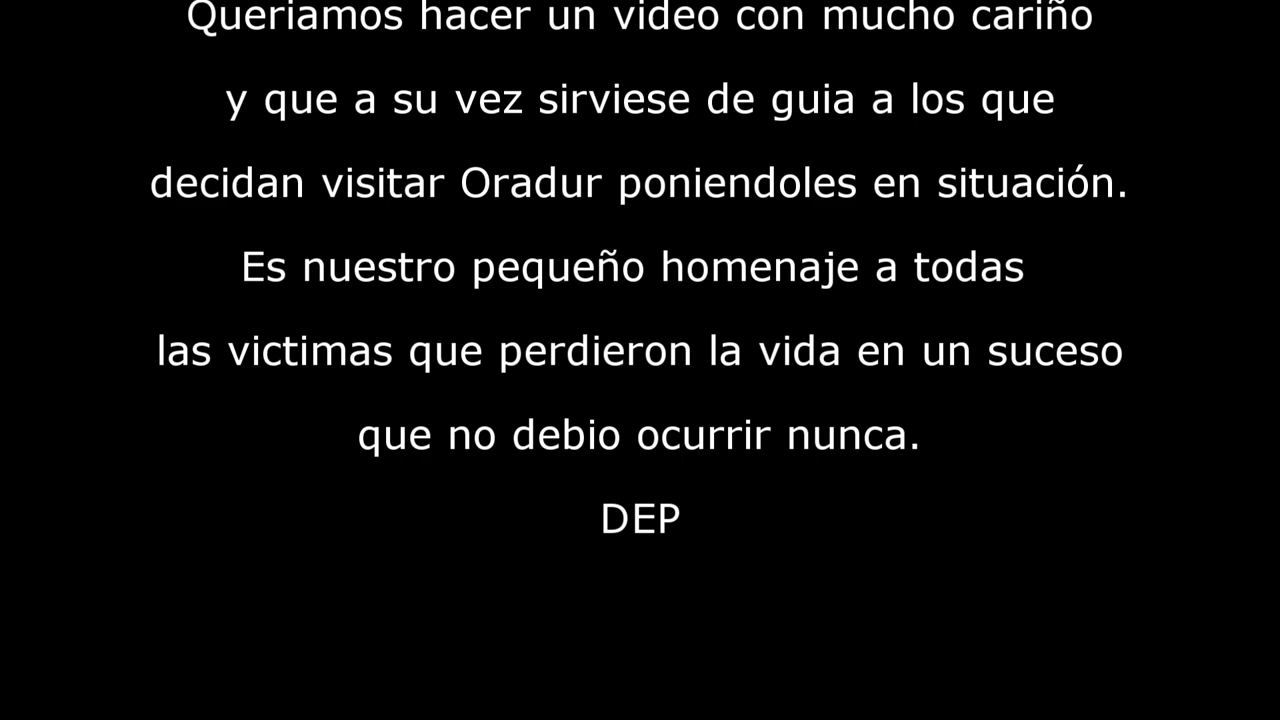 Queriamos hacer un video con mucho cariño
y que a su vez sirviese de guia a los que
decidan visitar Oradur poniendoles en situación.
Es nuestro pequeño homenaje a todas
las victimas que perdieron la vida en un suceso
que no debio ocurrir nunca.
DEP